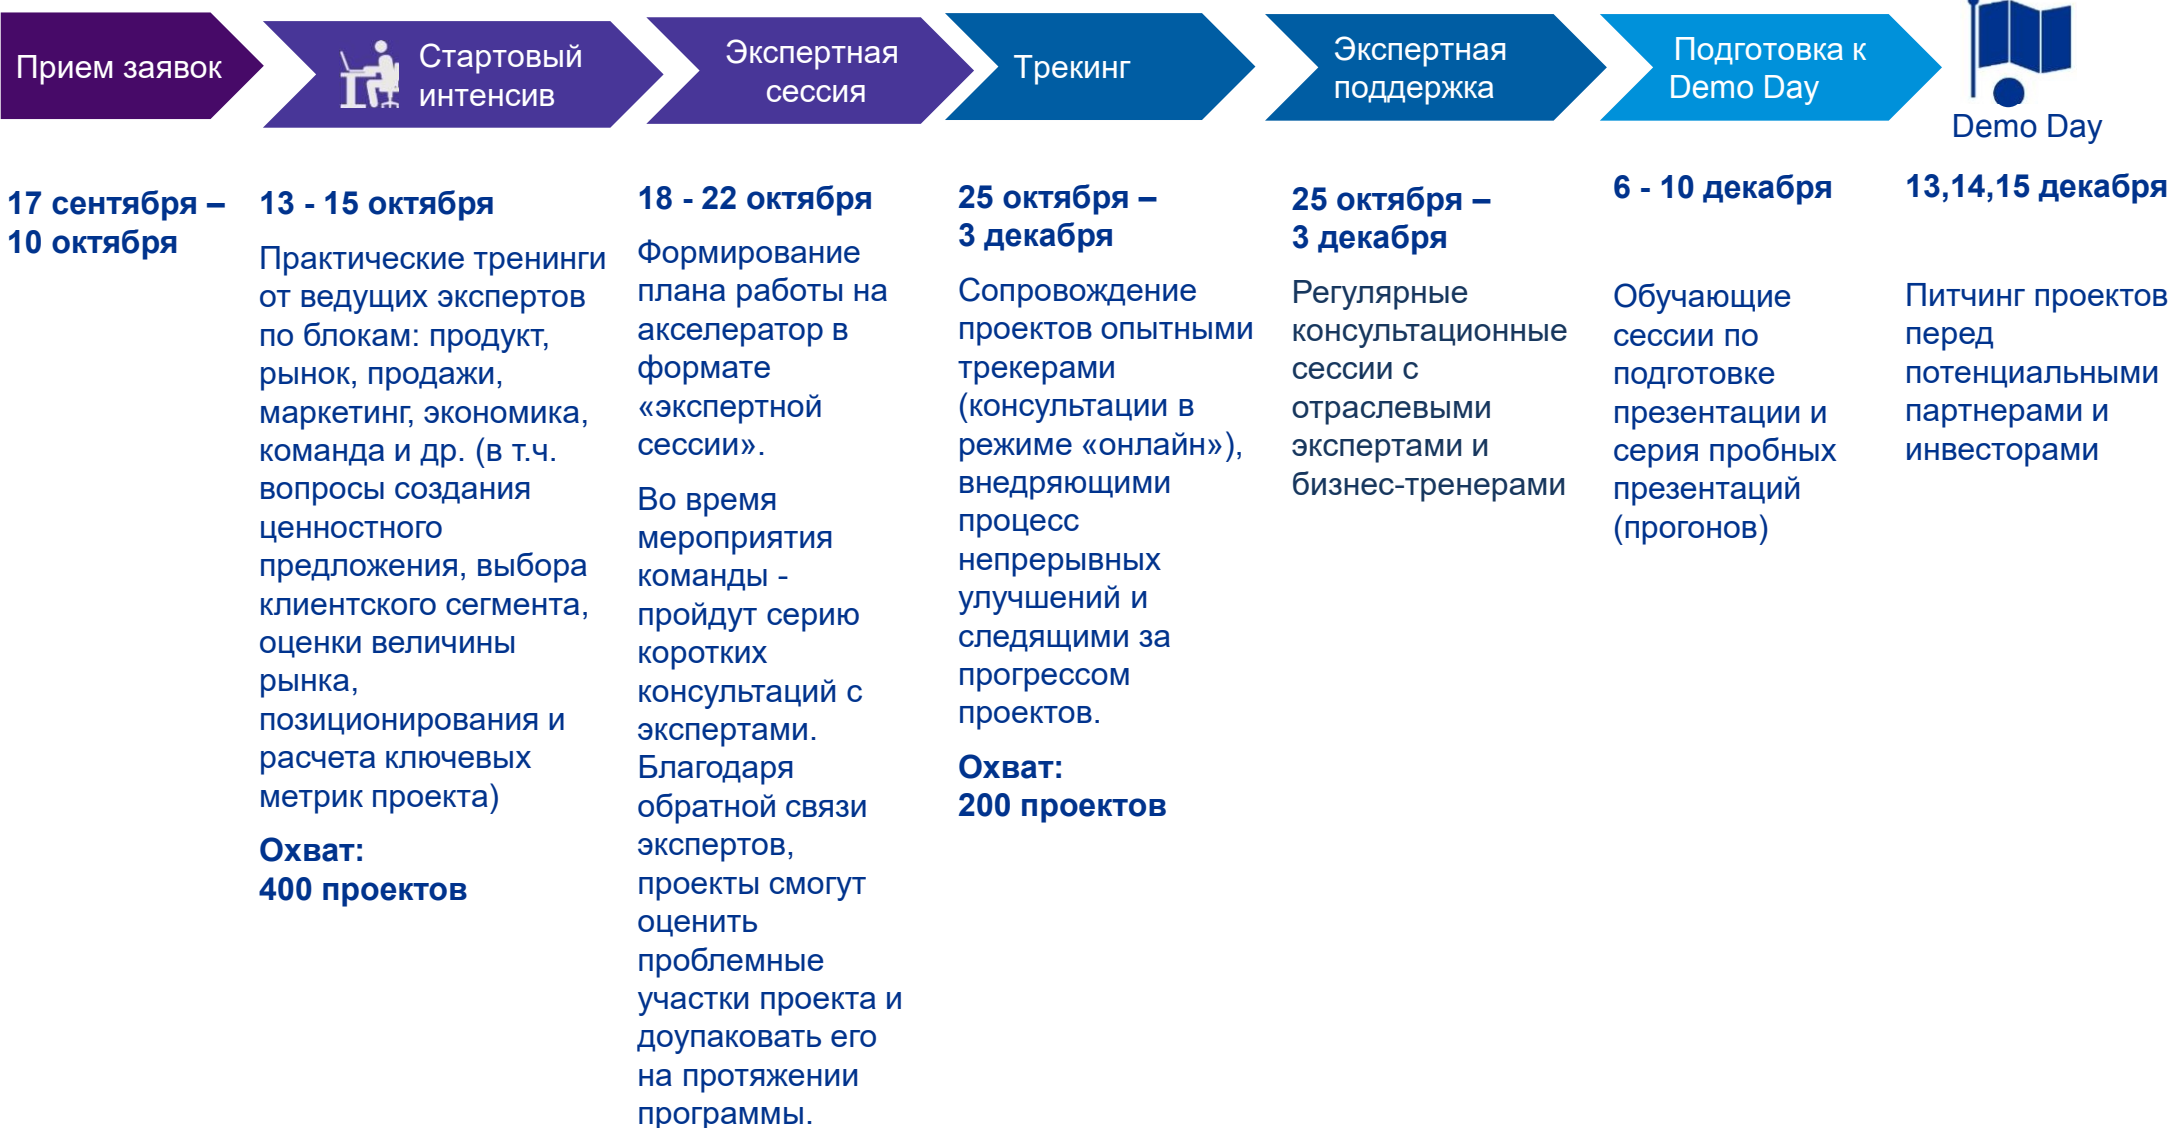 Прием заявок
Стартовый
интенсив
Экспертная
сессия
Трекинг
Экспертная
поддержка
Подготовка к
Demo Day
Demo Day
17 сентября –
10 октября
13 - 15 октября
Практические тренинги
от ведущих экспертов
по блокам: продукт,
рынок, продажи,
маркетинг, экономика,
команда и др. (в т.ч.
вопросы создания
ценностного
предложения, выбора
клиентского сегмента,
оценки величины
рынка,
позиционирования и
расчета ключевых
метрик проекта)
Охват:
400 проектов
18 - 22 октября
Формирование
плана работы на
акселератор в
формате
«экспертной
сессии».
Во время
мероприятия
команды -
пройдут серию
коротких
консультаций с
экспертами.
Благодаря
обратной связи
экспертов,
проекты смогут
оценить
проблемные
участки проекта и
доупаковать его
на протяжении
программы.
25 октября –
3 декабря
Сопровождение
проектов опытными
трекерами
(консультации в
режиме «онлайн»),
внедряющими
процесс
непрерывных
улучшений и
следящими за
прогрессом
проектов.
Охват:
200 проектов
25 октября –
3 декабря
Регулярные
консультационные
сессии с
отраслевыми
экспертами и
бизнес-тренерами
6 - 10 декабря
Обучающие
сессии по
подготовке
презентации и
серия пробных
презентаций
(прогонов)
13,14,15 декабря
Питчинг проектов
перед
потенциальными
партнерами и
инвесторами